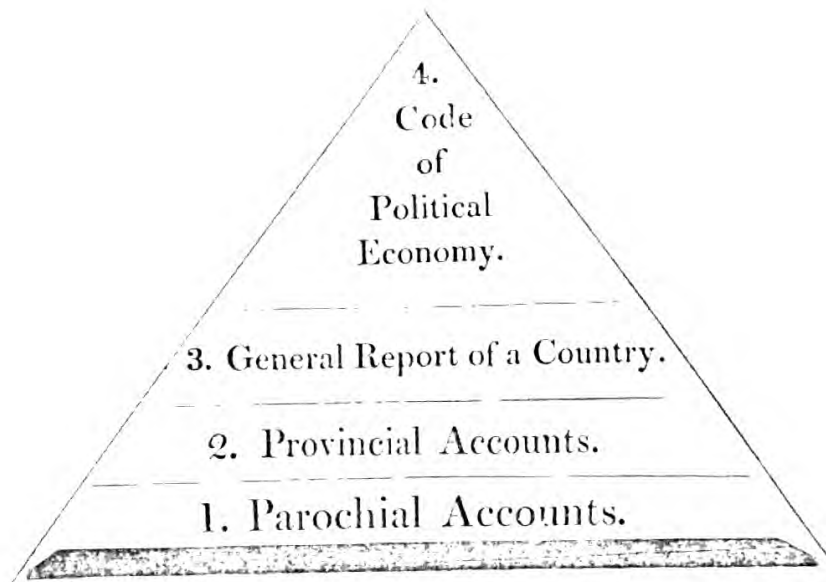 4.
Code
of
Political
Economy.
3. General Report of a Country.
2. Provincial Accounts.
1. Parochial Accounts.